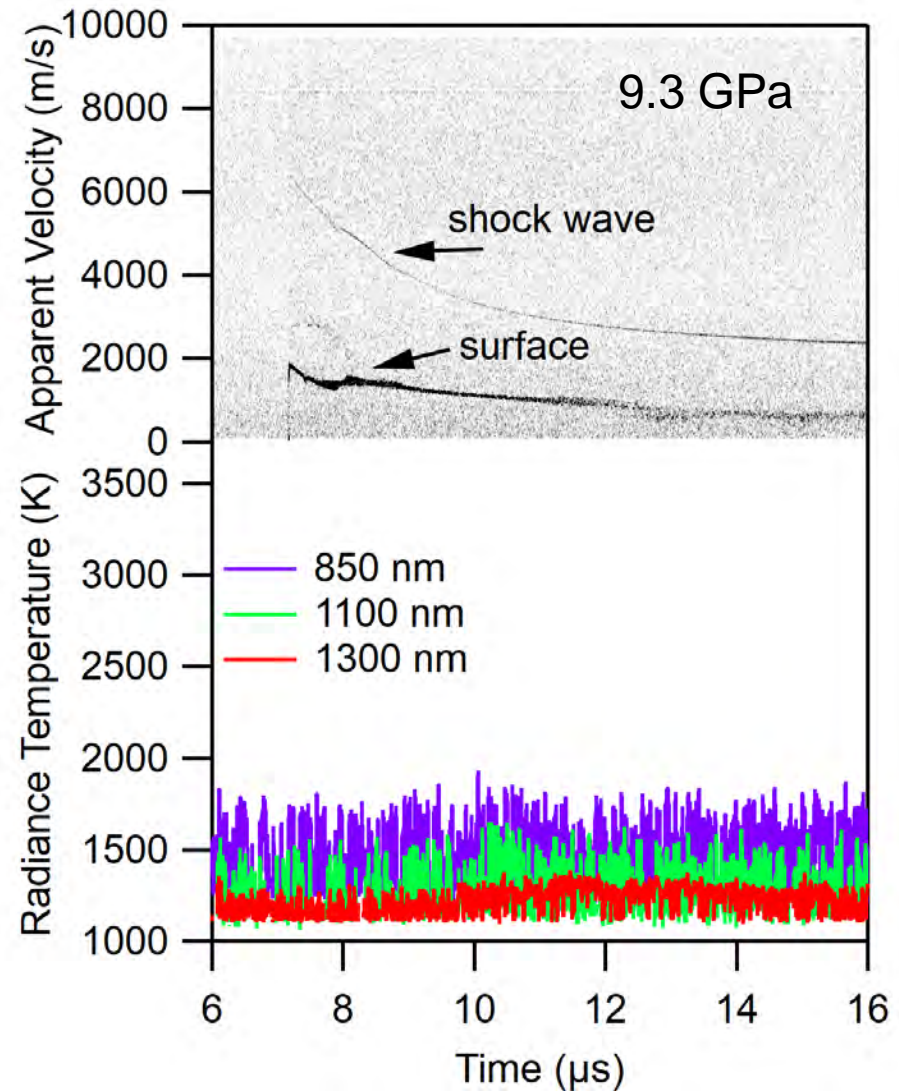 Apparent Velocity (m/s)
10000
8000
6000
4000
2000
0
9.3 GPa
shock wave
surface
Radiance Temperature (K)
3500
3000
2500
2000
1500
1000
850 nm
1100 nm
1300 nm
6
8
10
12
14
16
Time (μs)